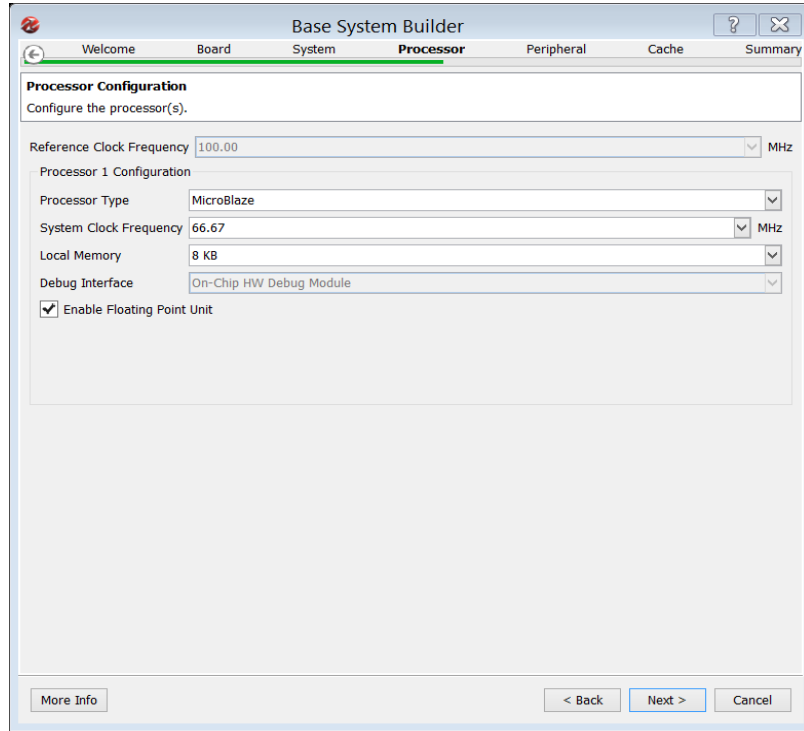 Base System Builder
Welcome Board System Processor Peripheral Cache Summary
Processor Configuration
Configure the processor(s).
Reference Clock Frequency 100.00 MHz
Processor 1 Configuration
Processor Type MicroBlaze
System Clock Frequency 66.67 MHz
Local Memory 8 KB
Debug Interface On-Chip HW Debug Module
Enable Floating Point Unit
More Info < Back Next > Cancel